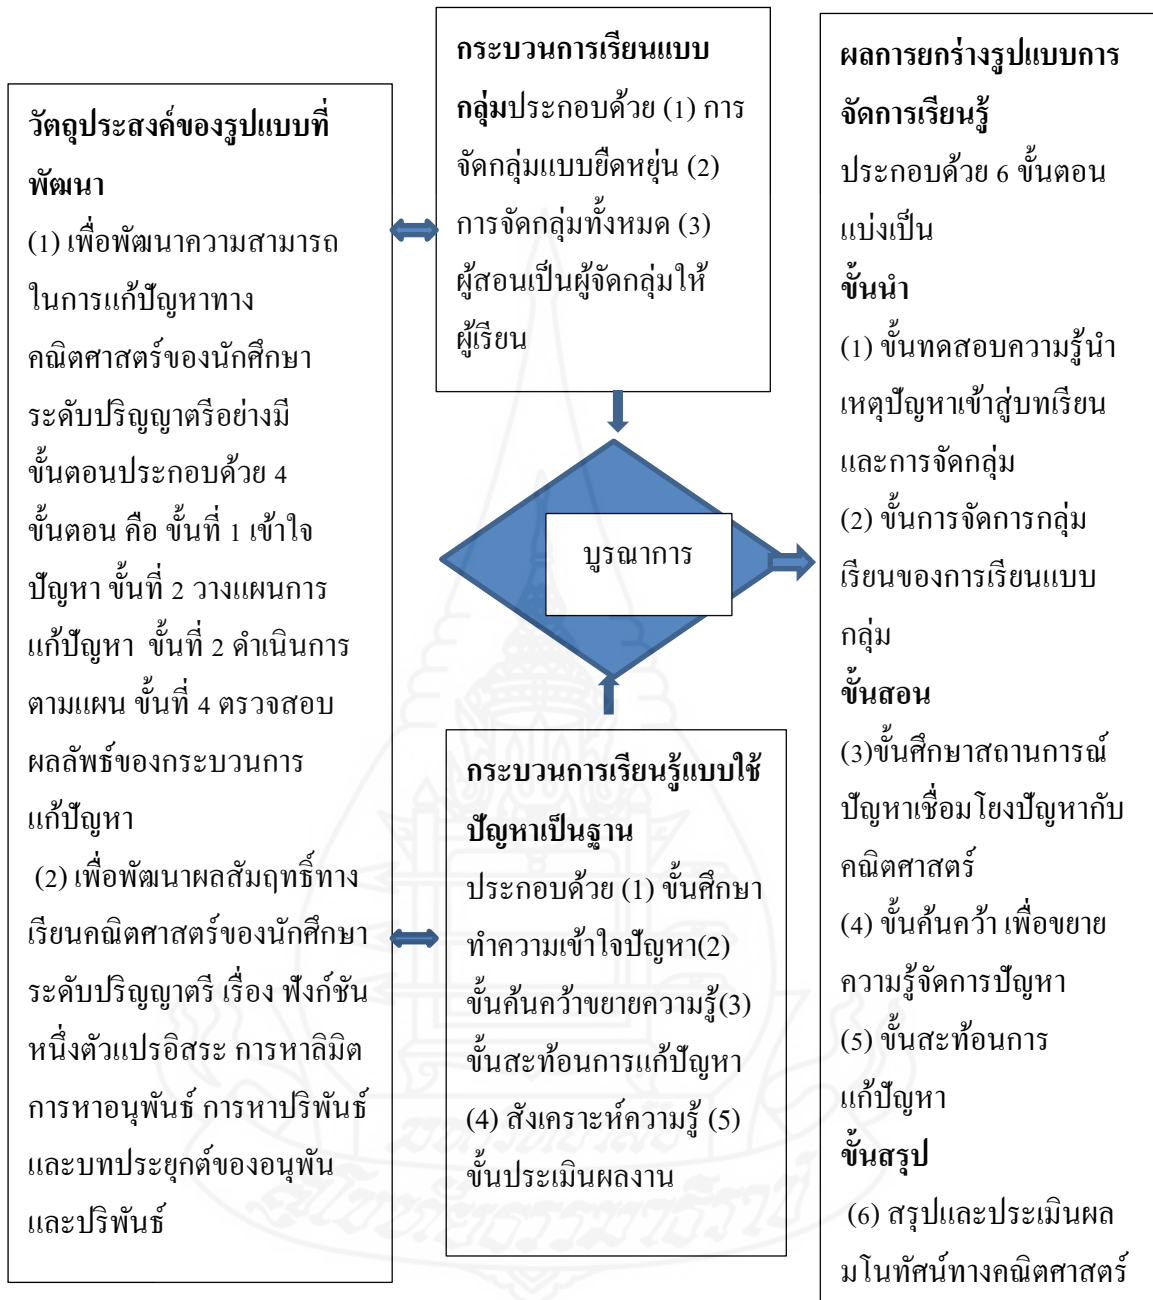 วัตถุประสงค์ของรูปแบบที่
พัฒนา
(1) เพื่อพัฒนาความสามารถ
ในการแก้ปัญหาทาง
คณิตศาสตร์ของนักศึกษา
ระดับปริญญาตรีอย่างมี
ขั้นตอนประกอบด้วย 4
ขั้นตอน คือ ขั้นที่ 1 เข้าใจ
ปัญหา ขั้นที่ 2 วางแผนการ
แก้ปัญหา ขั้นที่ 2 ดำเนินการ
ตามแผน ขั้นที่ 4 ตรวจสอบ
ผลลัพธ์ของกระบวนการ
แก้ปัญหา
(2) เพื่อพัฒนาผลสัมฤทธิ์ทาง
เรียนคณิตศาสตร์ของนักศึกษา
ระดับปริญญาตรี เรื่อง ฟังก์ชัน
หนึ่งตัวแปรอิสระ การหาลิมิต
การหาอนุพันธ์ การหาปริพันธ์
และบทประยุกต์ของอนุพัน
และปริพันธ์
กระบวนการเรียนแบบ
กลุ่มประกอบด้วย (1) การ
จัดกลุ่มแบบยืดหยุ่น (2)
การจัดกลุ่มทั้งหมด (3)
ผู้สอนเป็นผู้จัดกลุ่มให้
ผู้เรียน
บูรณาการ
กระบวนการเรียนรู้แบบใช้
ปัญหาเป็นฐาน
ประกอบด้วย (1) ขั้นศึกษา
ทำความเข้าใจปัญหา(2)
ขั้นค้นคว้าขยายความรู้(3)
ขั้นสะท้อนการแก้ปัญหา
(4) สังเคราะห์ความรู้ (5)
ขั้นประเมินผลงาน
ผลการยกร่างรูปแบบการ
จัดการเรียนรู้
ประกอบด้วย 6 ขั้นตอน
แบ่งเป็น
ขั้นนำ
(1) ขั้นทดสอบความรู้นำ
เหตุปัญหาเข้าสู่บทเรียน
และการจัดกลุ่ม
(2) ขั้นการจัดการกลุ่ม
เรียนของการเรียนแบบ
กลุ่ม
ขั้นสอน
(3)ขั้นศึกษาสถานการณ์
ปัญหาเชื่อมโยงปัญหากับ
คณิตศาสตร์
(4) ขั้นค้นคว้า เพื่อขยาย
ความรู้จัดการปัญหา
(5) ขั้นสะท้อนการ
แก้ปัญหา
ขั้นสรุป
(6) สรุปและประเมินผล
มโนทัศน์ทางคณิตศาสตร์
มหาวิทยาลัย
สุโขทัยธรรมาธิราช